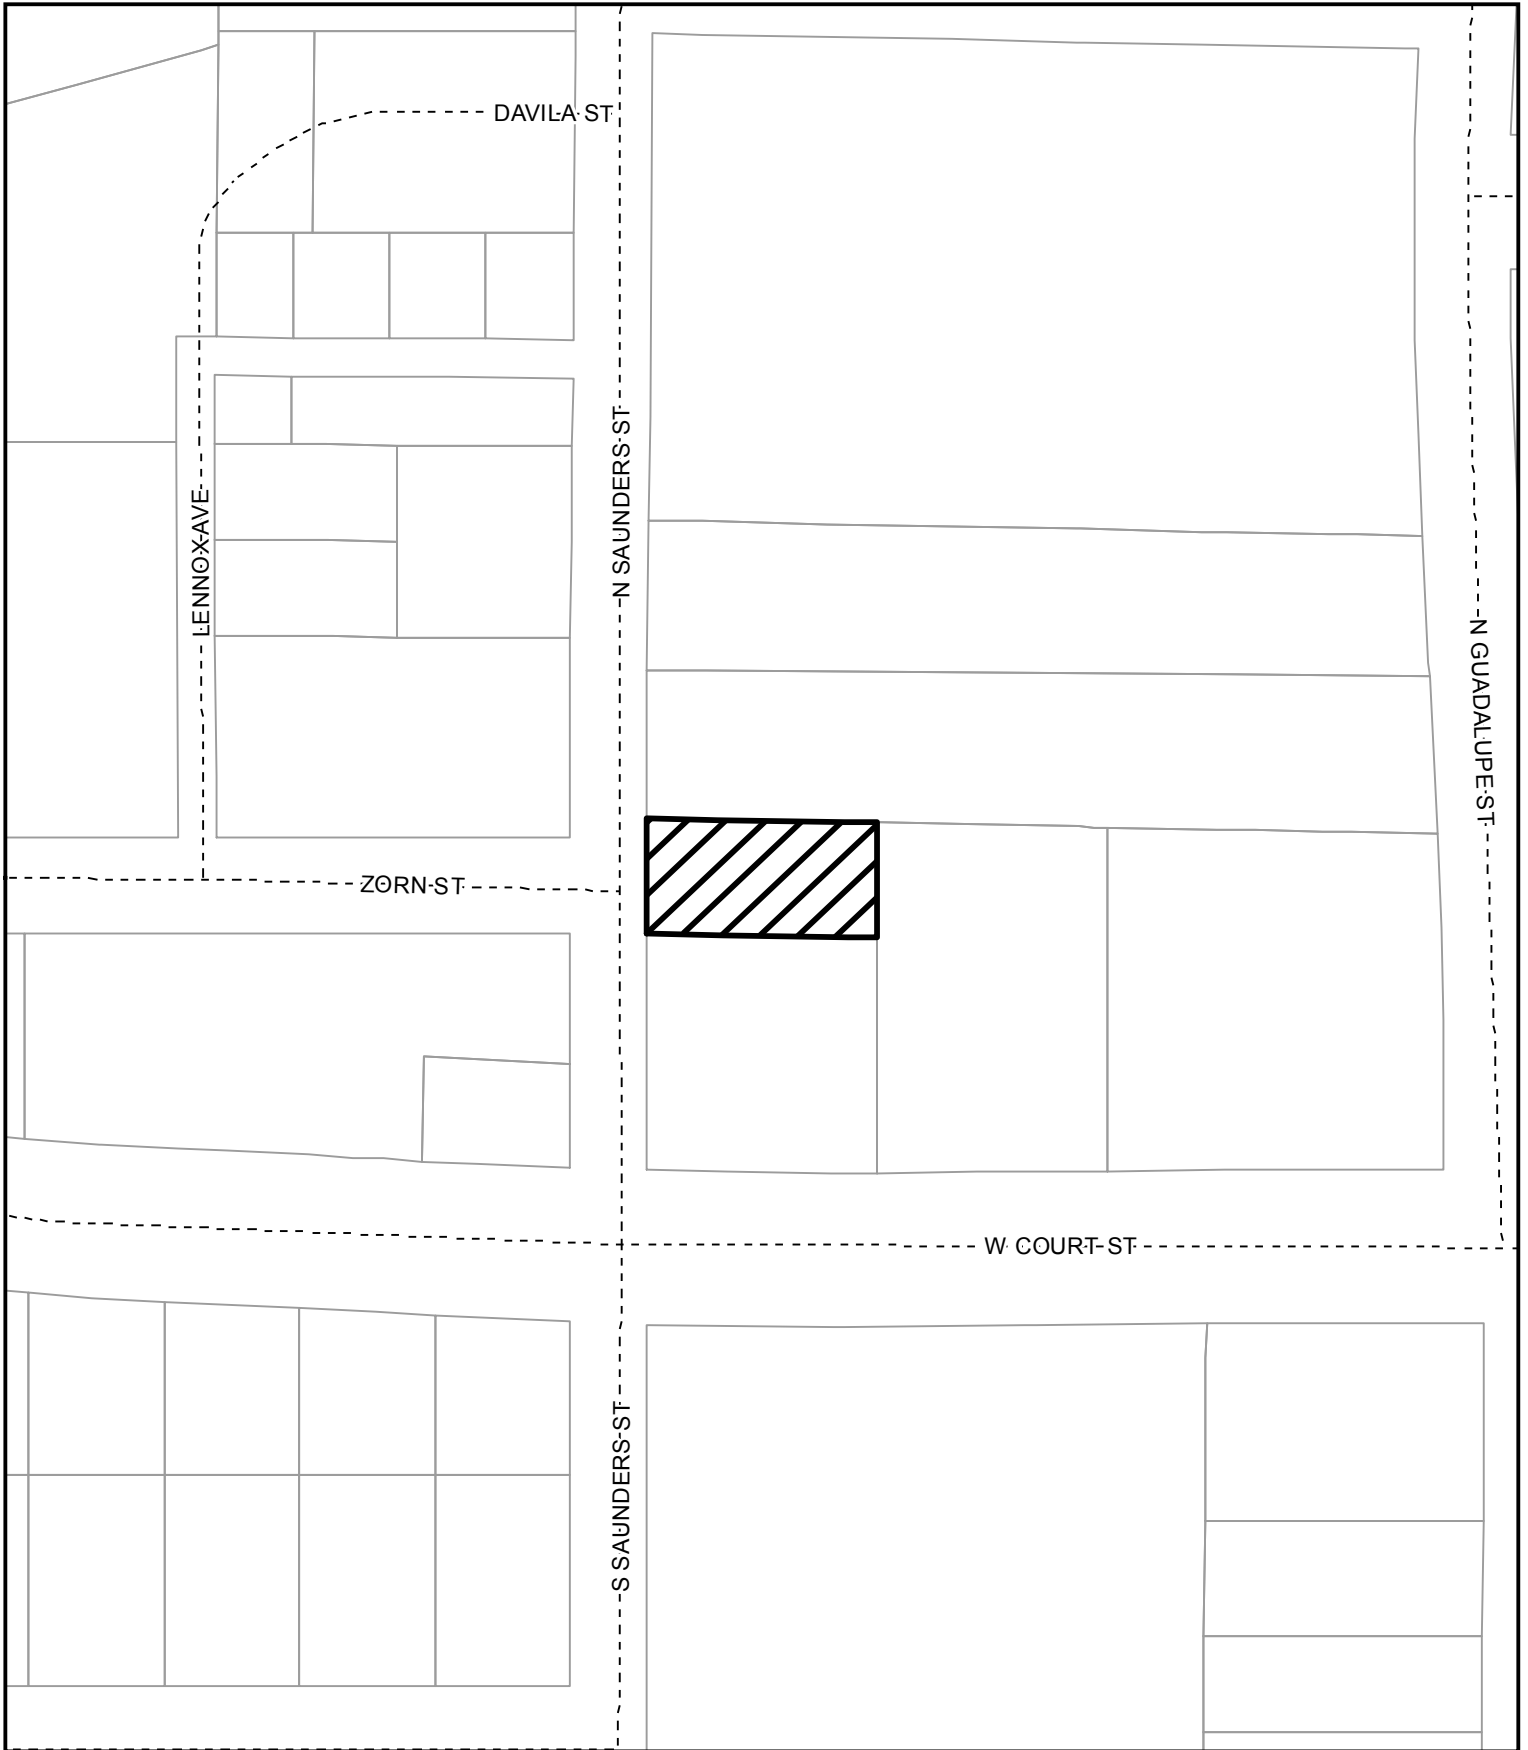 DAVILA ST
N SAUNDERS ST
LENNOX AVE
N GUADALUPE ST
ZORN ST
W COURT ST
S SAUNDERS ST